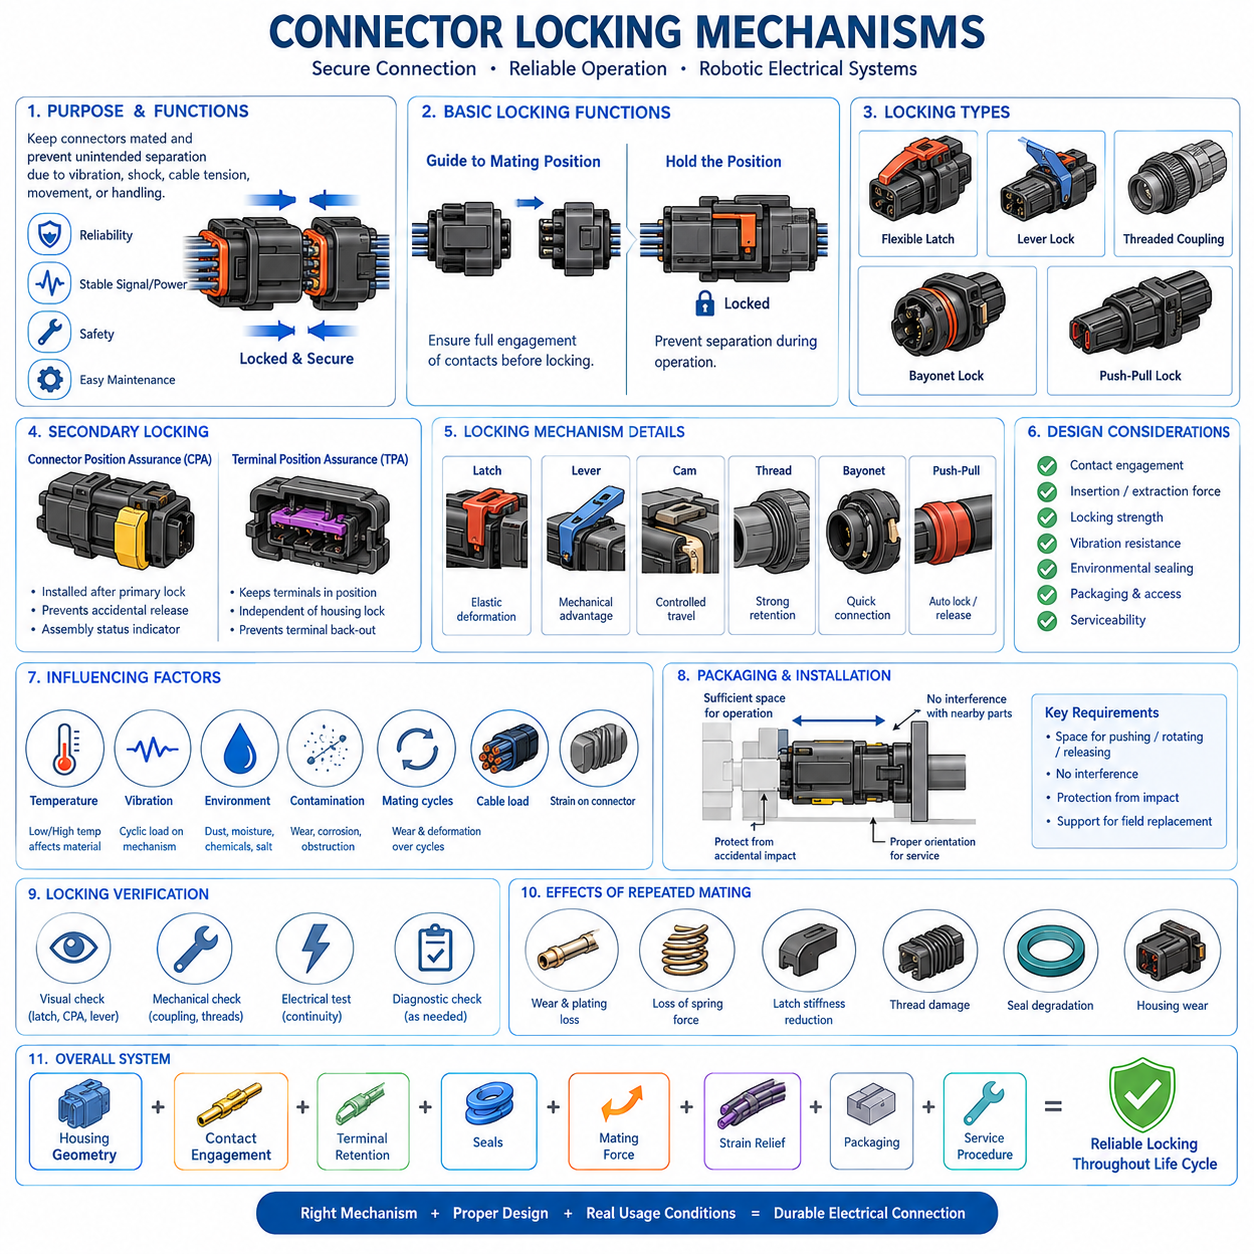 CONNECTOR LOCKING MECHANISMS
Secure Connection • Reliable Operation • Robotic Electrical Systems
1. PURPOSE & FUNCTIONS
Keep connectors mated and
prevent unintended separation
due to vibration, shock, cable tension,
movement, or handling.
Reliability
Stable Signal/Power
Safety
Easy Maintenance
Locked & Secure
2. BASIC LOCKING FUNCTIONS
Guide to Mating Position
Ensure full engagement
of contacts before locking.
Hold the Position
Locked
Prevent separation during
operation.
3. LOCKING TYPES
Flexible Latch
Lever Lock
Threaded Coupling
Bayonet Lock
Push-Pull Lock
4. SECONDARY LOCKING
Connector Position Assurance (CPA)
• Installed after primary lock
• Prevents accidental release
• Assembly status indicator
Terminal Position Assurance (TPA)
• Keeps terminals in position
• Independent of housing lock
• Prevents terminal back-out
5. LOCKING MECHANISM DETAILS
Latch
Elastic
deformation
Lever
Mechanical
advantage
Cam
Controlled
travel
Thread
Strong
retention
Bayonet
Quick
connection
Push-Pull
Auto lock /
release
6. DESIGN CONSIDERATIONS
Contact engagement
Insertion / extraction force
Locking strength
Vibration resistance
Environmental sealing
Packaging & access
Serviceability
7. INFLUENCING FACTORS
Temperature
Low/High temp
affects material
Vibration
Cyclic load on
mechanism
Environment
Dust, moisture,
chemicals, salt
Contamination
Wear, corrosion,
obstruction
Mating cycles
Wear & deformation
over cycles
Cable load
Strain on connector
8. PACKAGING & INSTALLATION
Sufficient space
for operation
No interference
with nearby parts
Protect from
accidental impact
Proper orientation
for service
Key Requirements
• Space for pushing / rotating
/ releasing
• No interference
• Protection from impact
• Support for field replacement
9. LOCKING VERIFICATION
Visual check
(latch, CPA, lever)
Mechanical check
(coupling, threads)
Electrical test
(continuity)
Diagnostic check
(as needed)
10. EFFECTS OF REPEATED MATING
Wear & plating
loss
Loss of spring
force
Latch stiffness
reduction
Thread damage
Seal degradation
Housing wear
11. OVERALL SYSTEM
Housing
Geometry
+
Contact
Engagement
+
Terminal
Retention
+
Seals
+
Mating
Force
+
Strain Relief
+
Packaging
+
Service
Procedure
=
Reliable Locking
Throughout Life Cycle
Right Mechanism + Proper Design + Real Usage Conditions = Durable Electrical Connection